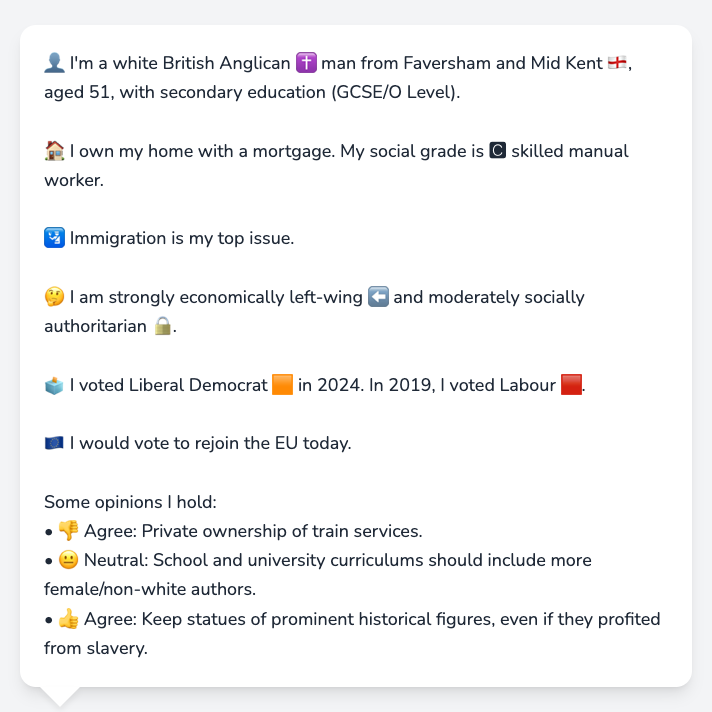 👤 I'm a white British Anglican ✝️ man from Faversham and Mid Kent 🏴󠁧󠁢󠁥󠁮󠁧󠁿,
aged 51, with secondary education (GCSE/O Level).
🏠 I own my home with a mortgage. My social grade is 🅲 skilled manual
worker.
🛂 Immigration is my top issue.
🤔 I am strongly economically left-wing ⬅️ and moderately socially
authoritarian 🔒.
🗳️ I voted Liberal Democrat 🟧 in 2024. In 2019, I voted Labour 🟥.
🇪🇺 I would vote to rejoin the EU today.
Some opinions I hold:
• 👎 Agree: Private ownership of train services.
• 😐 Neutral: School and university curriculums should include more
female/non-white authors.
• 👍 Agree: Keep statues of prominent historical figures, even if they profited
from slavery.